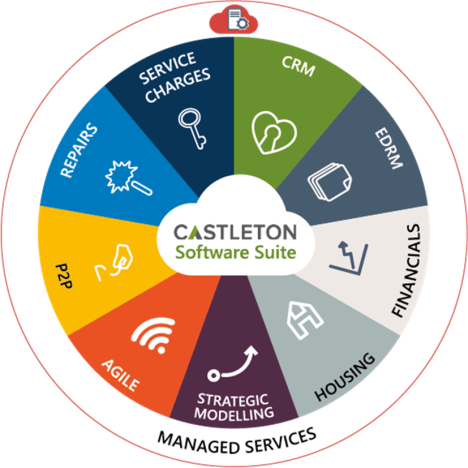 CASTLETON
Software Suite
CRM
EDRM
FINANCIALS
HOUSING
STRATEGIC
MODELLING
AGILE
P2P
REPAIRS
SERVICE
CHARGES
MANAGED SERVICES